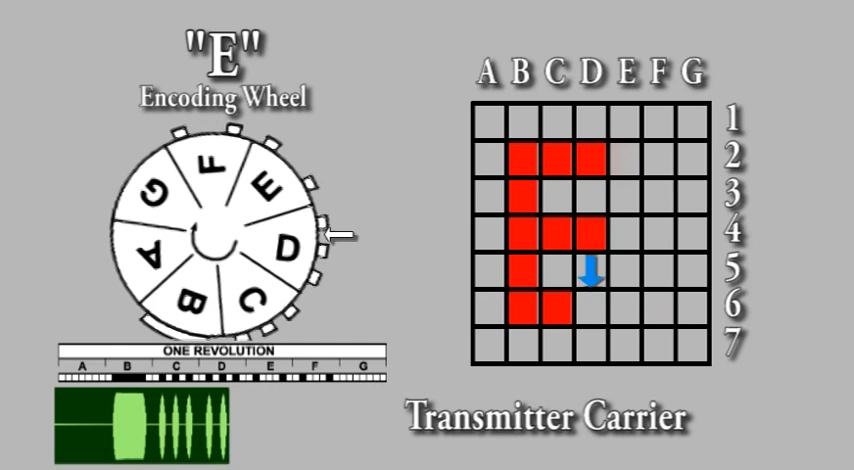 "E"
Encoding Wheel
F
E
D
C
B
A
G
ONE REVOLUTION
A B C D E F G
A B C D E F G
1
2
3
4
5
6
7
Transmitter Carrier